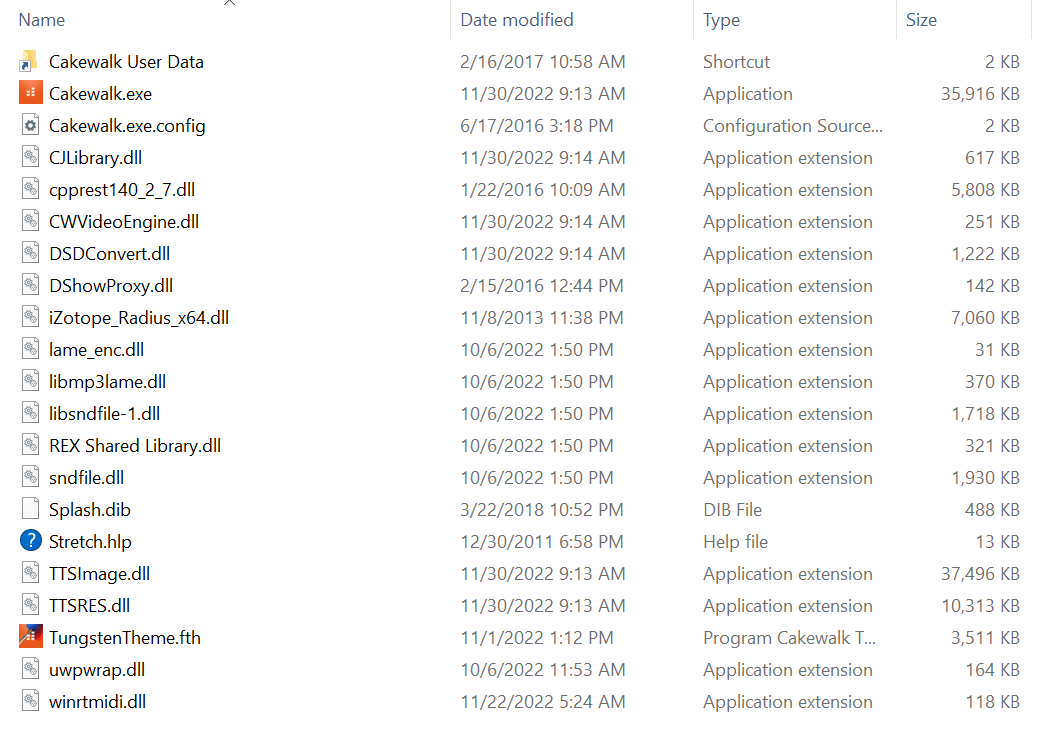 Name Date modified Type Size
Cakewalk User Data 2/16/2017 10:58 AM Shortcut 2 KB
Cakewalk.exe 11/30/2022 9:13 AM Application 35,916 KB
Cakewalk.exe.config 6/17/2016 3:18 PM Configuration Source... 2 KB
CJLibrary.dll 11/30/2022 9:14 AM Application extension 617 KB
cpprest140_2_7.dll 1/22/2016 10:09 AM Application extension 5,808 KB
CWVideoEngine.dll 11/30/2022 9:14 AM Application extension 251 KB
DSDConvert.dll 11/30/2022 9:14 AM Application extension 1,222 KB
DShowProxy.dll 2/15/2016 12:44 PM Application extension 142 KB
iZotope_Radius_x64.dll 11/8/2013 11:38 PM Application extension 7,060 KB
lame_enc.dll 10/6/2022 1:50 PM Application extension 31 KB
libmp3lame.dll 10/6/2022 1:50 PM Application extension 370 KB
libsndfile-1.dll 10/6/2022 1:50 PM Application extension 1,718 KB
REX Shared Library.dll 10/6/2022 1:50 PM Application extension 321 KB
sndfile.dll 10/6/2022 1:50 PM Application extension 1,930 KB
Splash.dib 3/22/2018 10:52 PM DIB File 488 KB
Stretch.hlp 12/30/2011 6:58 PM Help file 13 KB
TTSImage.dll 11/30/2022 9:13 AM Application extension 37,496 KB
TTSRES.dll 11/30/2022 9:13 AM Application extension 10,313 KB
TungstenTheme.fth 11/1/2022 1:12 PM Program Cakewalk T... 3,511 KB
uwpwrap.dll 10/6/2022 11:53 AM Application extension 164 KB
winrtmidi.dll 11/22/2022 5:24 AM Application extension 118 KB